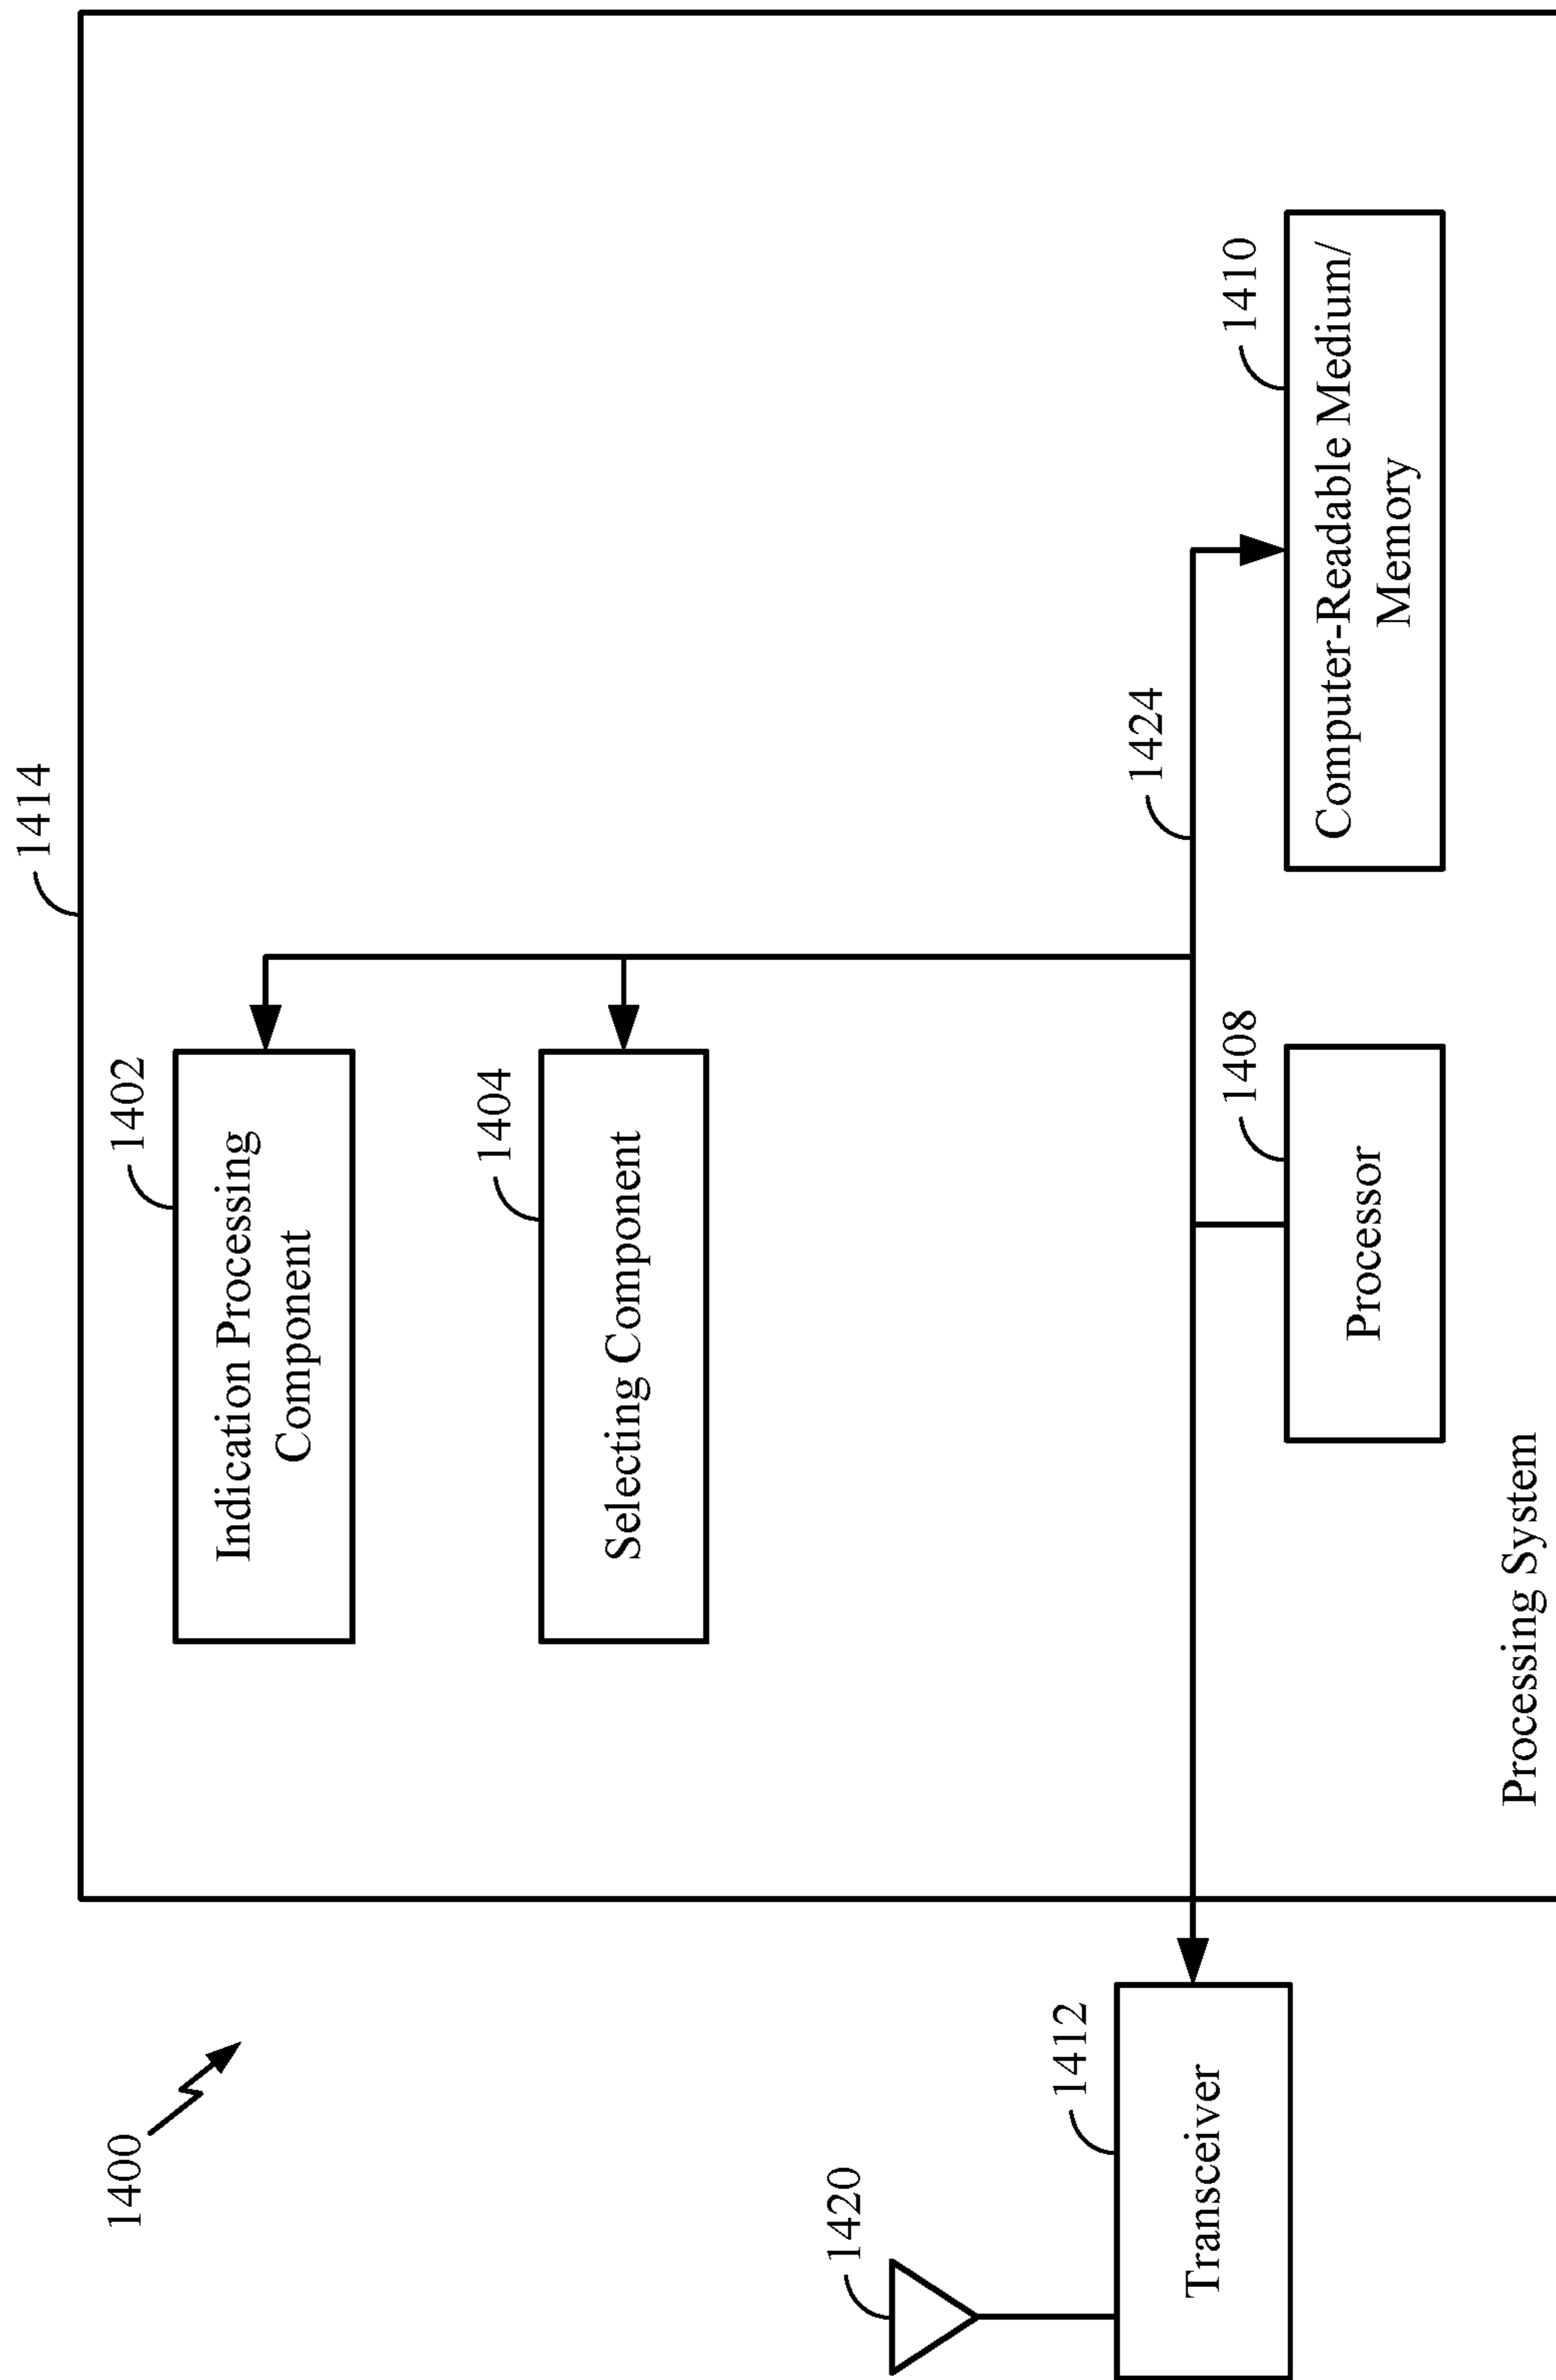 1400
1414
1402
Indication Processing
Component
1404
Selecting Component
1420
1412
Transceiver
1424
1408
Processor
1410
Computer-Readable Medium/
Memory
Processing System